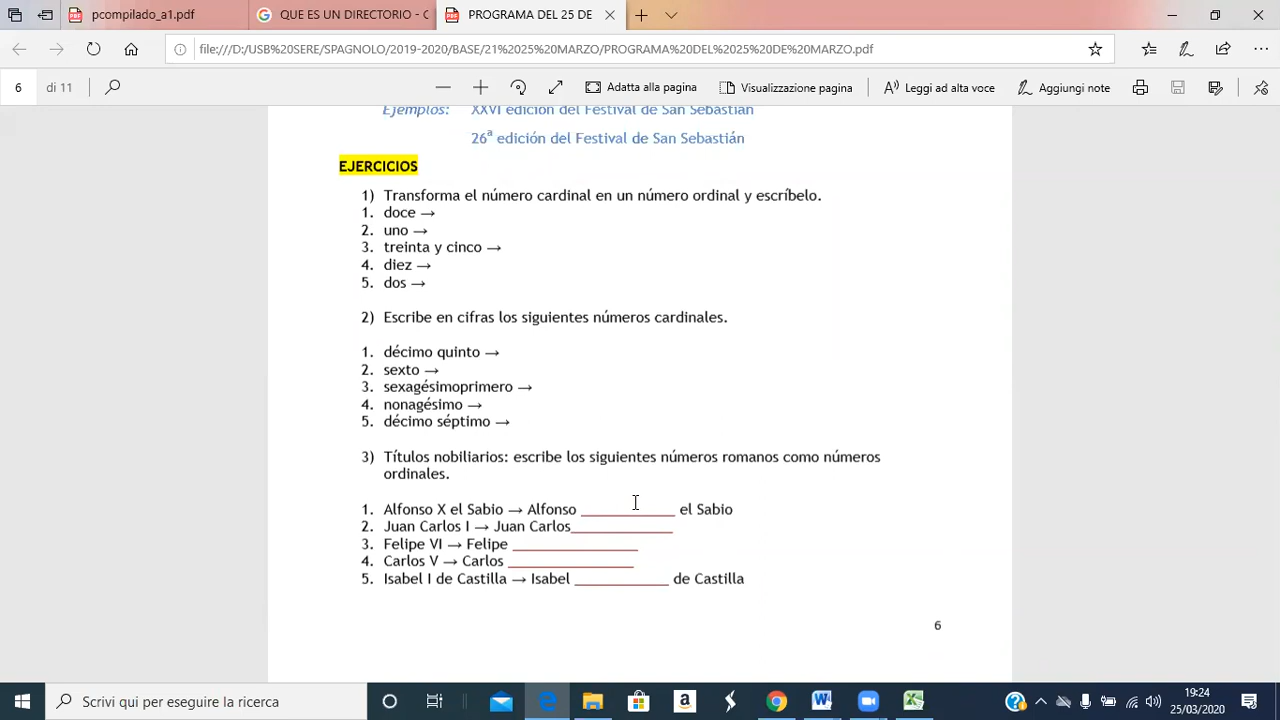 pcompilado_a1.pdf
QUE ES UN DIRECTORIO - C
PROGRAMA DEL 25 DE
file:///D:/USB%20SERE/SPAGNOLO/2019-2020/BASE/21%2025%20MARZO/PROGRAMA%20DEL%2025%20DE%20MARZO.pdf
6 di 11
Adatta alla pagina
Visualizzazione pagina
Leggi ad alta voce
Aggiungi note
Ejemplos: XXVI edición del Festival de San Sebastián
26ª edición del Festival de San Sebastián
EJERCICIOS
1) Transforma el número cardinal en un número ordinal y escríbelo.
1. doce →
2. uno →
3. treinta y cinco →
4. diez →
5. dos →
2) Escribe en cifras los siguientes números cardinales.
1. décimo quinto →
2. sexto →
3. sexagésimoprimero →
4. nonagésimo →
5. décimo séptimo →
3) Títulos nobiliarios: escribe los siguientes números romanos como números
ordinales.
1. Alfonso X el Sabio → Alfonso ___________ el Sabio
2. Juan Carlos I → Juan Carlos____________
3. Felipe VI → Felipe _______________
4. Carlos V → Carlos _______________
5. Isabel I de Castilla → Isabel ___________ de Castilla
6
Scrivi qui per eseguire la ricerca
19:24
25/03/2020